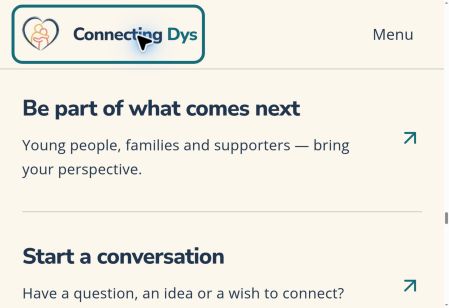 Connecting Dys
Menu
Be part of what comes next
Young people, families and supporters — bring
your perspective.
Start a conversation
Have a question, an idea or a wish to connect?